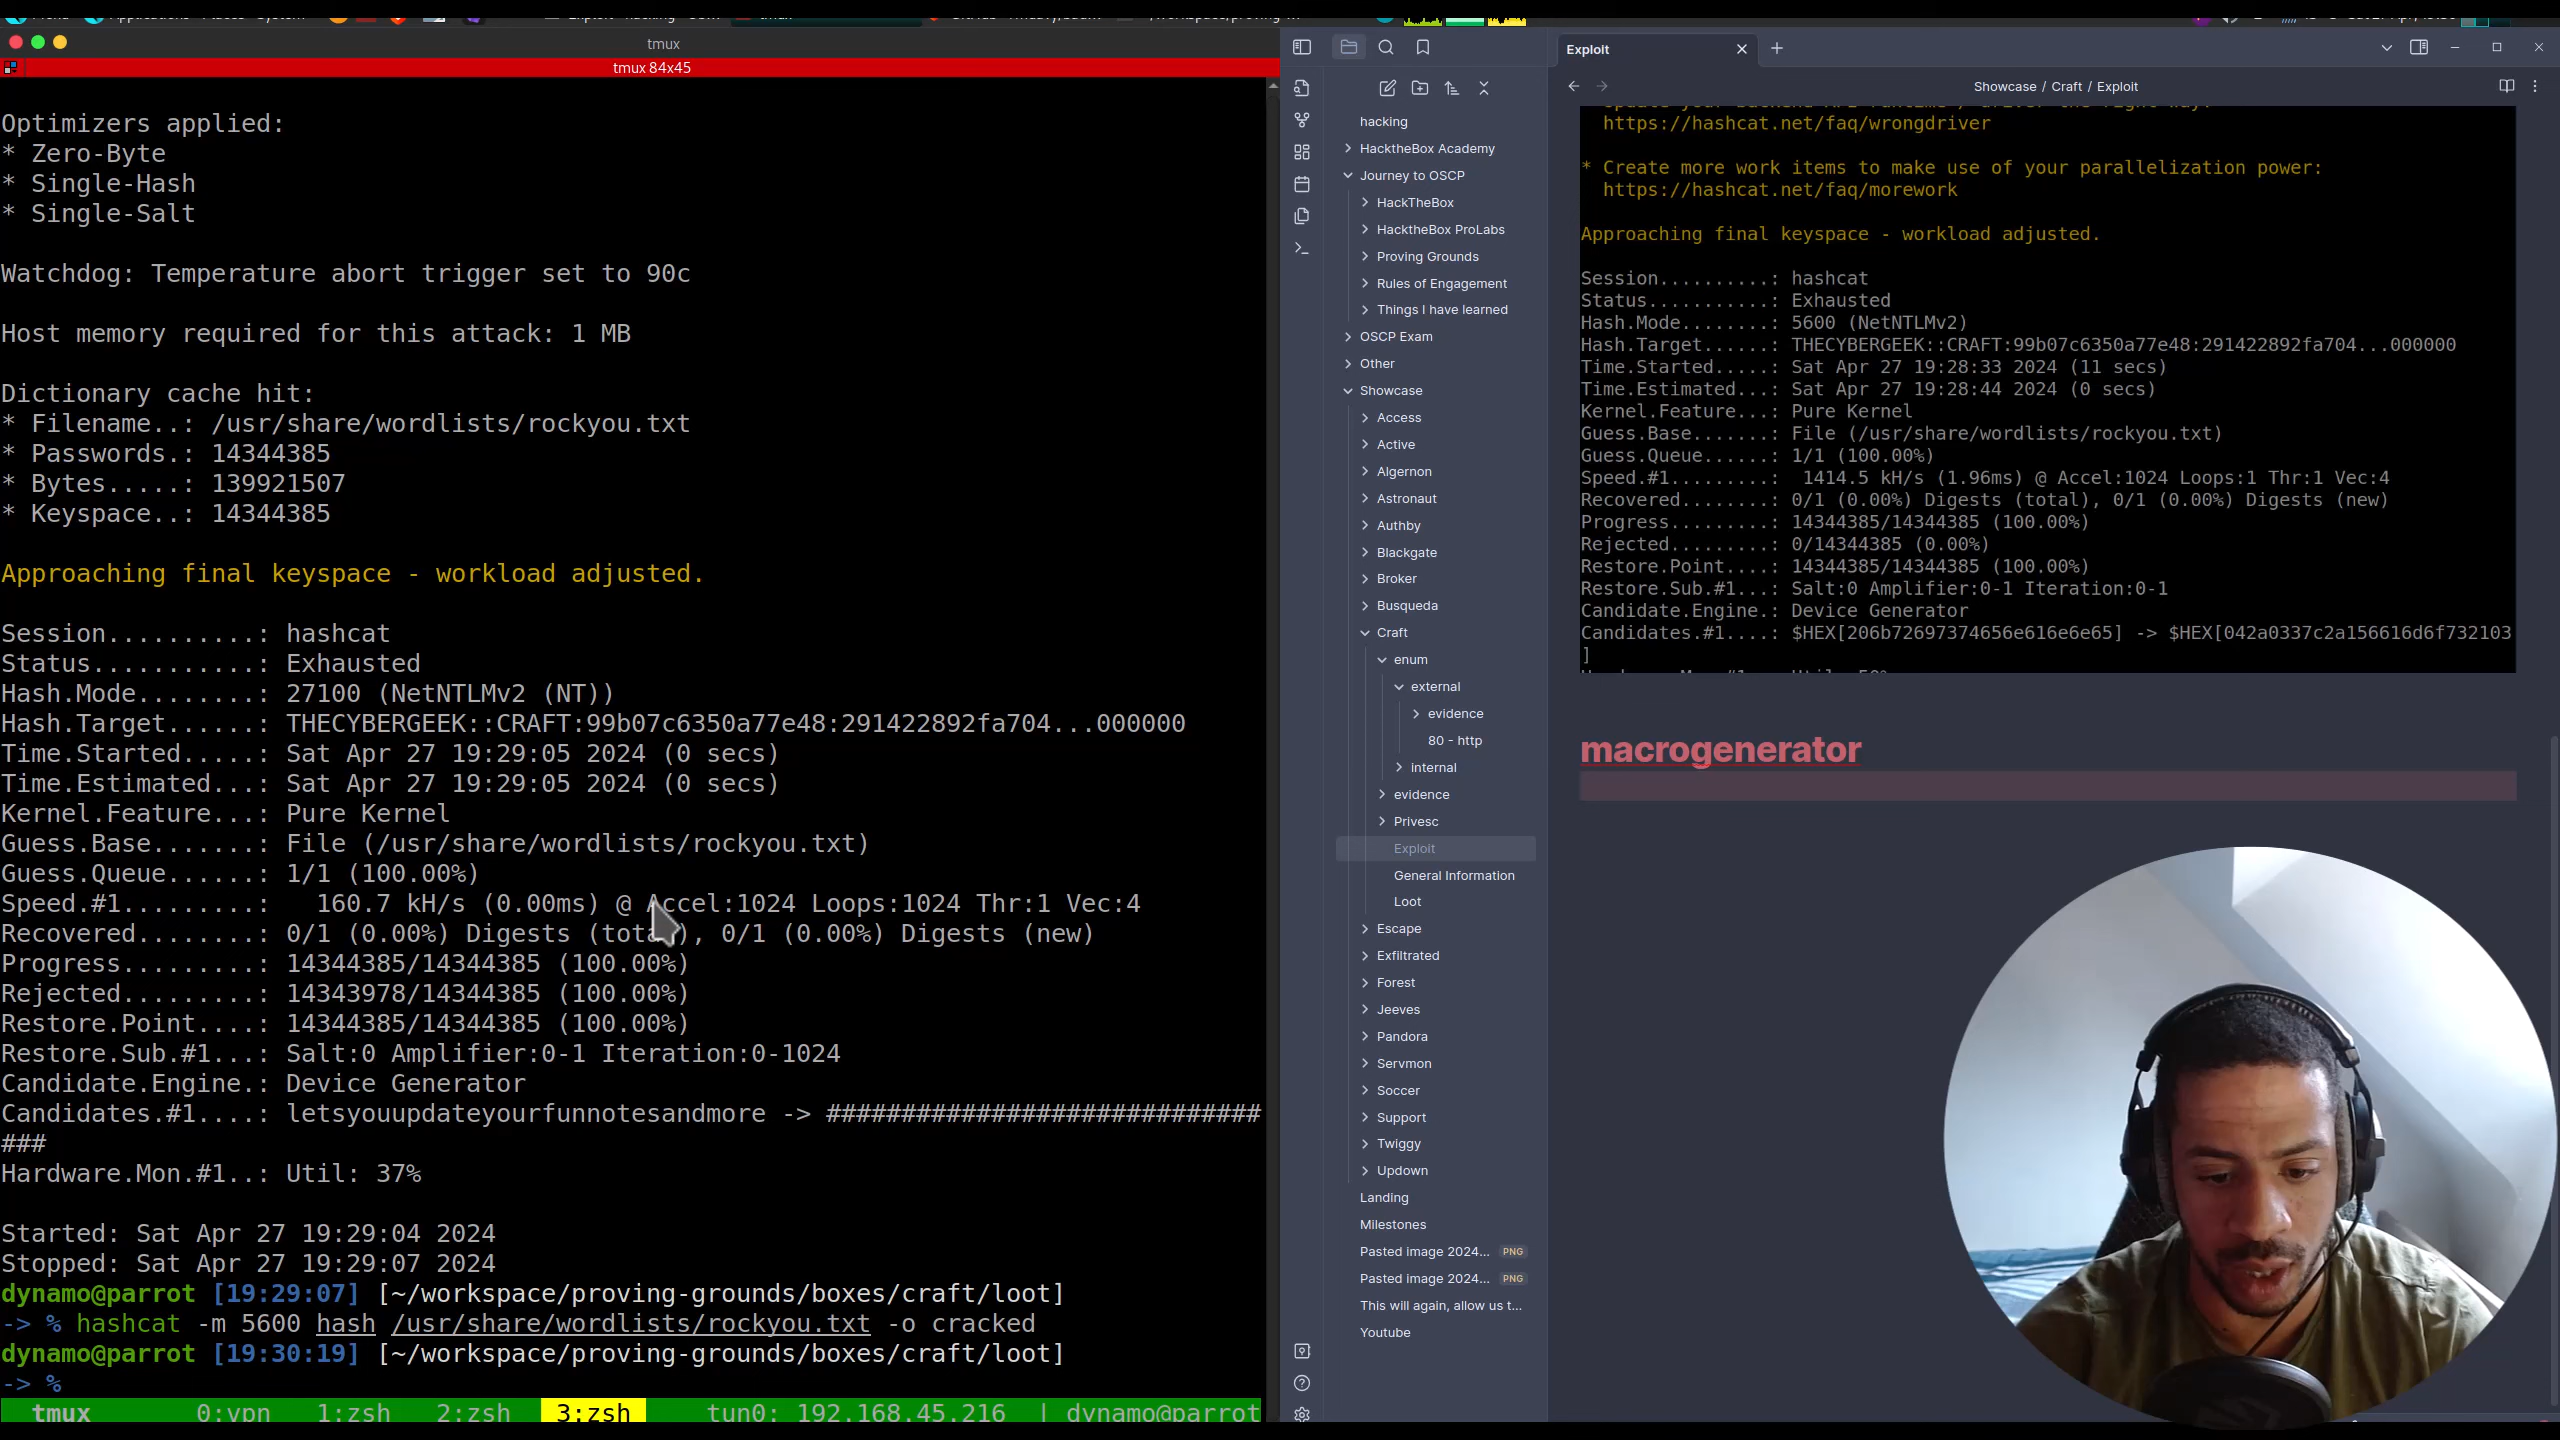 tmux
tmux 84x45
Optimizers applied:
* Zero-Byte
* Single-Hash
* Single-Salt
Watchdog: Temperature abort trigger set to 90c
Host memory required for this attack: 1 MB
Dictionary cache hit:
* Filename..: /usr/share/wordlists/rockyou.txt
* Passwords.: 14344385
* Bytes.....: 139921507
* Keyspace..: 14344385
Approaching final keyspace - workload adjusted.
Session..........: hashcat
Status...........: Exhausted
Hash.Mode........: 27100 (NetNTLMv2 (NT))
Hash.Target......: THECYBERGEEK::CRAFT:99b07c6350a77e48:291422892fa704...000000
Time.Started.....: Sat Apr 27 19:29:05 2024 (0 secs)
Time.Estimated...: Sat Apr 27 19:29:05 2024 (0 secs)
Kernel.Feature...: Pure Kernel
Guess.Base.......: File (/usr/share/wordlists/rockyou.txt)
Guess.Queue......: 1/1 (100.00%)
Speed.#1.........:   160.7 kH/s (0.00ms) @ Accel:1024 Loops:1024 Thr:1 Vec:4
Recovered........: 0/1 (0.00%) Digests (total), 0/1 (0.00%) Digests (new)
Progress.........: 14344385/14344385 (100.00%)
Rejected.........: 14343978/14344385 (100.00%)
Restore.Point....: 14344385/14344385 (100.00%)
Restore.Sub.#1...: Salt:0 Amplifier:0-1 Iteration:0-1024
Candidate.Engine.: Device Generator
Candidates.#1....: letsyouupdateyourfunnotesandmore -> #############################
###
Hardware.Mon.#1..: Util: 37%
Started: Sat Apr 27 19:29:04 2024
Stopped: Sat Apr 27 19:29:07 2024
dynamo@parrot [19:29:07] [~/workspace/proving-grounds/boxes/craft/loot]
-> % hashcat -m 5600 hash /usr/share/wordlists/rockyou.txt -o cracked
dynamo@parrot [19:30:19] [~/workspace/proving-grounds/boxes/craft/loot]
-> %
tmux 0:vpn 1:zsh 2:zsh 3:zsh tun0: 192.168.45.216 | dynamo@parrot
hacking
HacktheBox Academy
Journey to OSCP
HackTheBox
HacktheBox ProLabs
Proving Grounds
Rules of Engagement
Things I have learned
OSCP Exam
Other
Showcase
Access
Active
Algernon
Astronaut
Authby
Blackgate
Broker
Busqueda
Craft
enum
external
evidence
80 - http
internal
evidence
Privesc
Exploit
General Information
Loot
Escape
Exfiltrated
Forest
Jeeves
Pandora
Servmon
Soccer
Support
Twiggy
Updown
Landing
Milestones
Pasted image 2024... PNG
Pasted image 2024... PNG
This will again, allow us t...
Youtube
Exploit
Showcase / Craft / Exploit
https://hashcat.net/faq/wrongdriver
* Create more work items to make use of your parallelization power:
https://hashcat.net/faq/morework
Approaching final keyspace - workload adjusted.
Session..........: hashcat
Status...........: Exhausted
Hash.Mode........: 5600 (NetNTLMv2)
Hash.Target......: THECYBERGEEK::CRAFT:99b07c6350a77e48:291422892fa704...000000
Time.Started.....: Sat Apr 27 19:28:33 2024 (11 secs)
Time.Estimated...: Sat Apr 27 19:28:44 2024 (0 secs)
Kernel.Feature...: Pure Kernel
Guess.Base.......: File (/usr/share/wordlists/rockyou.txt)
Guess.Queue......: 1/1 (100.00%)
Speed.#1.........:  1414.5 kH/s (1.96ms) @ Accel:1024 Loops:1 Thr:1 Vec:4
Recovered........: 0/1 (0.00%) Digests (total), 0/1 (0.00%) Digests (new)
Progress.........: 14344385/14344385 (100.00%)
Rejected.........: 0/14344385 (0.00%)
Restore.Point....: 14344385/14344385 (100.00%)
Restore.Sub.#1...: Salt:0 Amplifier:0-1 Iteration:0-1
Candidate.Engine.: Device Generator
Candidates.#1....: $HEX[206b72697374656e616e6e65] -> $HEX[042a0337c2a156616d6f732103
]
macrogenerator